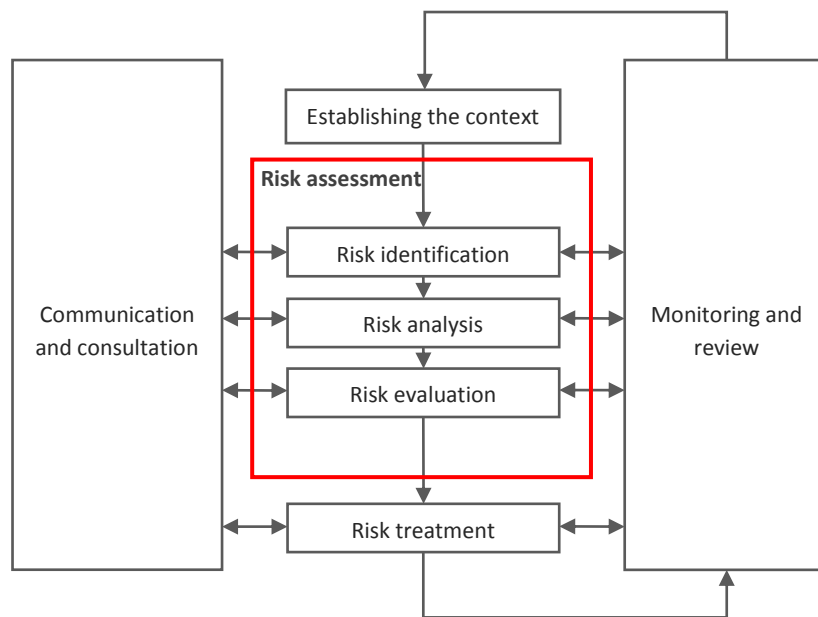 Establishing the context
Risk assessment
Risk identification
Risk analysis
Risk evaluation
Risk treatment
Communication
and consultation
Monitoring and
review